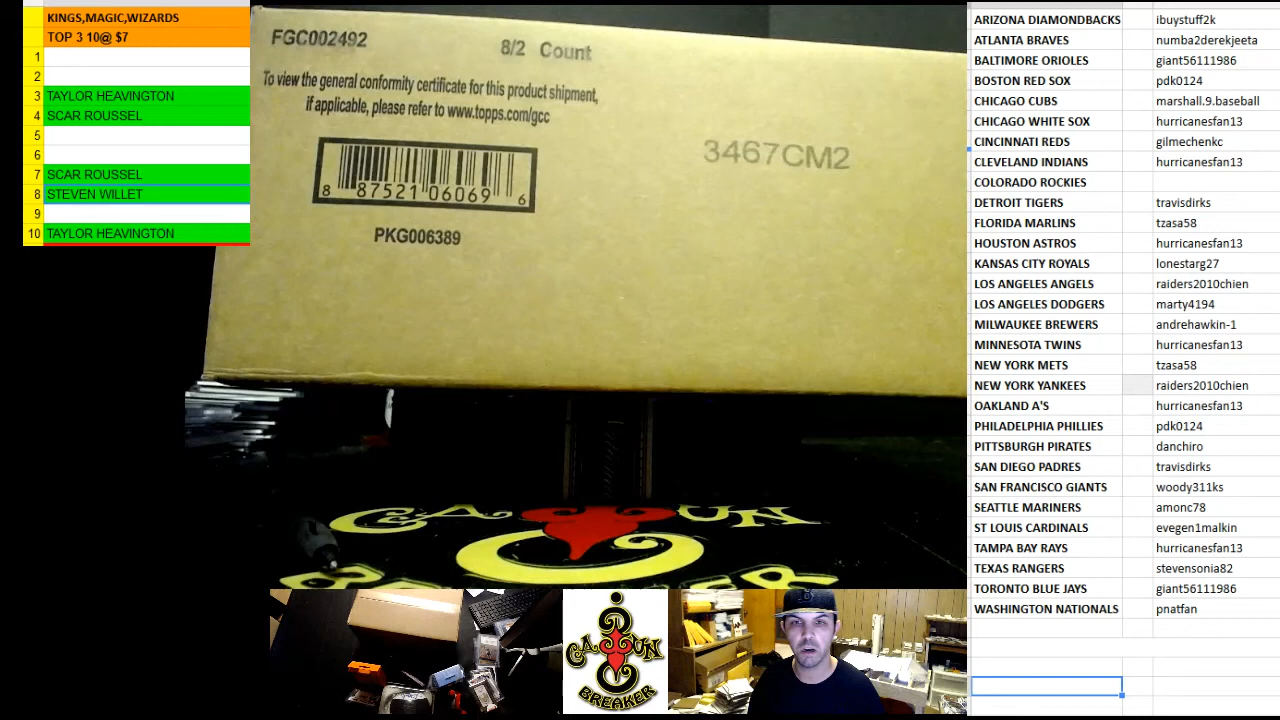 KINGS,MAGIC,WIZARDS
TOP 3 10@ $7
1
2
3 TAYLOR HEAVINGTON
4 SCAR ROUSSEL
5
6
7 SCAR ROUSSEL
8 STEVEN WILLET
9
10 TAYLOR HEAVINGTON
FGC002492
8/2 Count
To view the general conformity certificate for this product shipment,
if applicable, please refer to www.topps.com/gcc
3467CM2
8 87521 06069 6
PKG006389
CAJUN
BREAKER
CAJUN
BREAKER
ARIZONA DIAMONDBACKS ibuystuff2k
ATLANTA BRAVES numba2derekjeeta
BALTIMORE ORIOLES giant56111986
BOSTON RED SOX pdk0124
CHICAGO CUBS marshall.9.baseball
CHICAGO WHITE SOX hurricanesfan13
CINCINNATI REDS gilmechenkc
CLEVELAND INDIANS hurricanesfan13
COLORADO ROCKIES
DETROIT TIGERS travisdirks
FLORIDA MARLINS tzasa58
HOUSTON ASTROS hurricanesfan13
KANSAS CITY ROYALS lonestarg27
LOS ANGELES ANGELS raiders2010chien
LOS ANGELES DODGERS marty4194
MILWAUKEE BREWERS andrehawkin-1
MINNESOTA TWINS hurricanesfan13
NEW YORK METS tzasa58
NEW YORK YANKEES raiders2010chien
OAKLAND A'S hurricanesfan13
PHILADELPHIA PHILLIES pdk0124
PITTSBURGH PIRATES danchiro
SAN DIEGO PADRES travisdirks
SAN FRANCISCO GIANTS woody311ks
SEATTLE MARINERS amonc78
ST LOUIS CARDINALS evegen1malkin
TAMPA BAY RAYS hurricanesfan13
TEXAS RANGERS stevensonia82
TORONTO BLUE JAYS giant56111986
WASHINGTON NATIONALS pnatfan